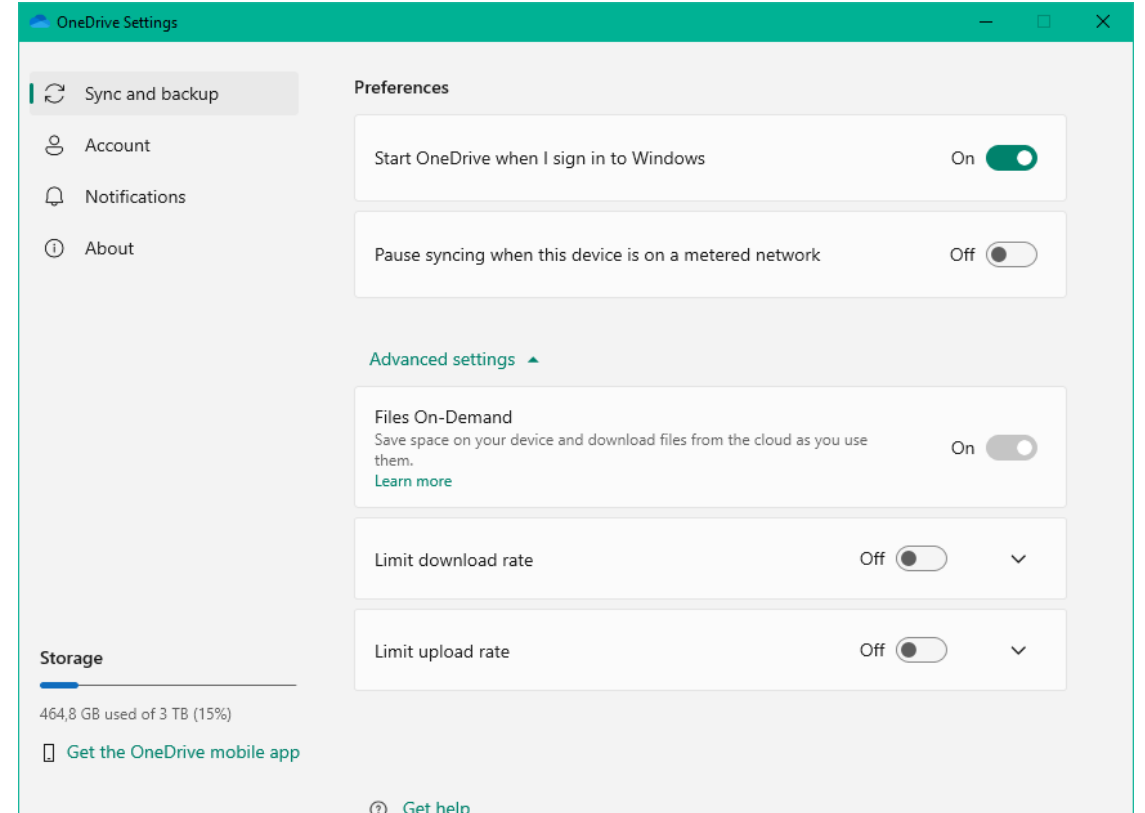 OneDrive Settings
Sync and backup
Account
Notifications
About
Storage
464,8 GB used of 3 TB (15%)
Get the OneDrive mobile app
Preferences
Start OneDrive when I sign in to Windows On
Pause syncing when this device is on a metered network Off
Advanced settings
Files On-Demand
Save space on your device and download files from the cloud as you use
them.
On
Learn more
Limit download rate Off
Limit upload rate Off
Get help